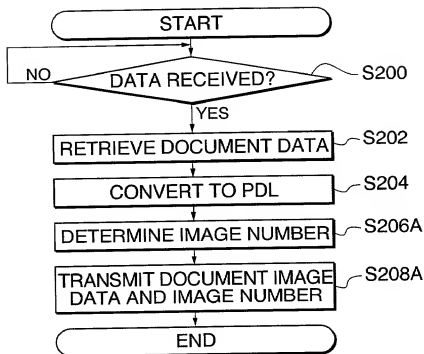 START
DATA RECEIVED?
S200
NO
YES
RETRIEVE DOCUMENT DATA
S202
CONVERT TO PDL
S204
DETERMINE IMAGE NUMBER
S206A
TRANSMIT DOCUMENT IMAGE
DATA AND IMAGE NUMBER
S208A
END